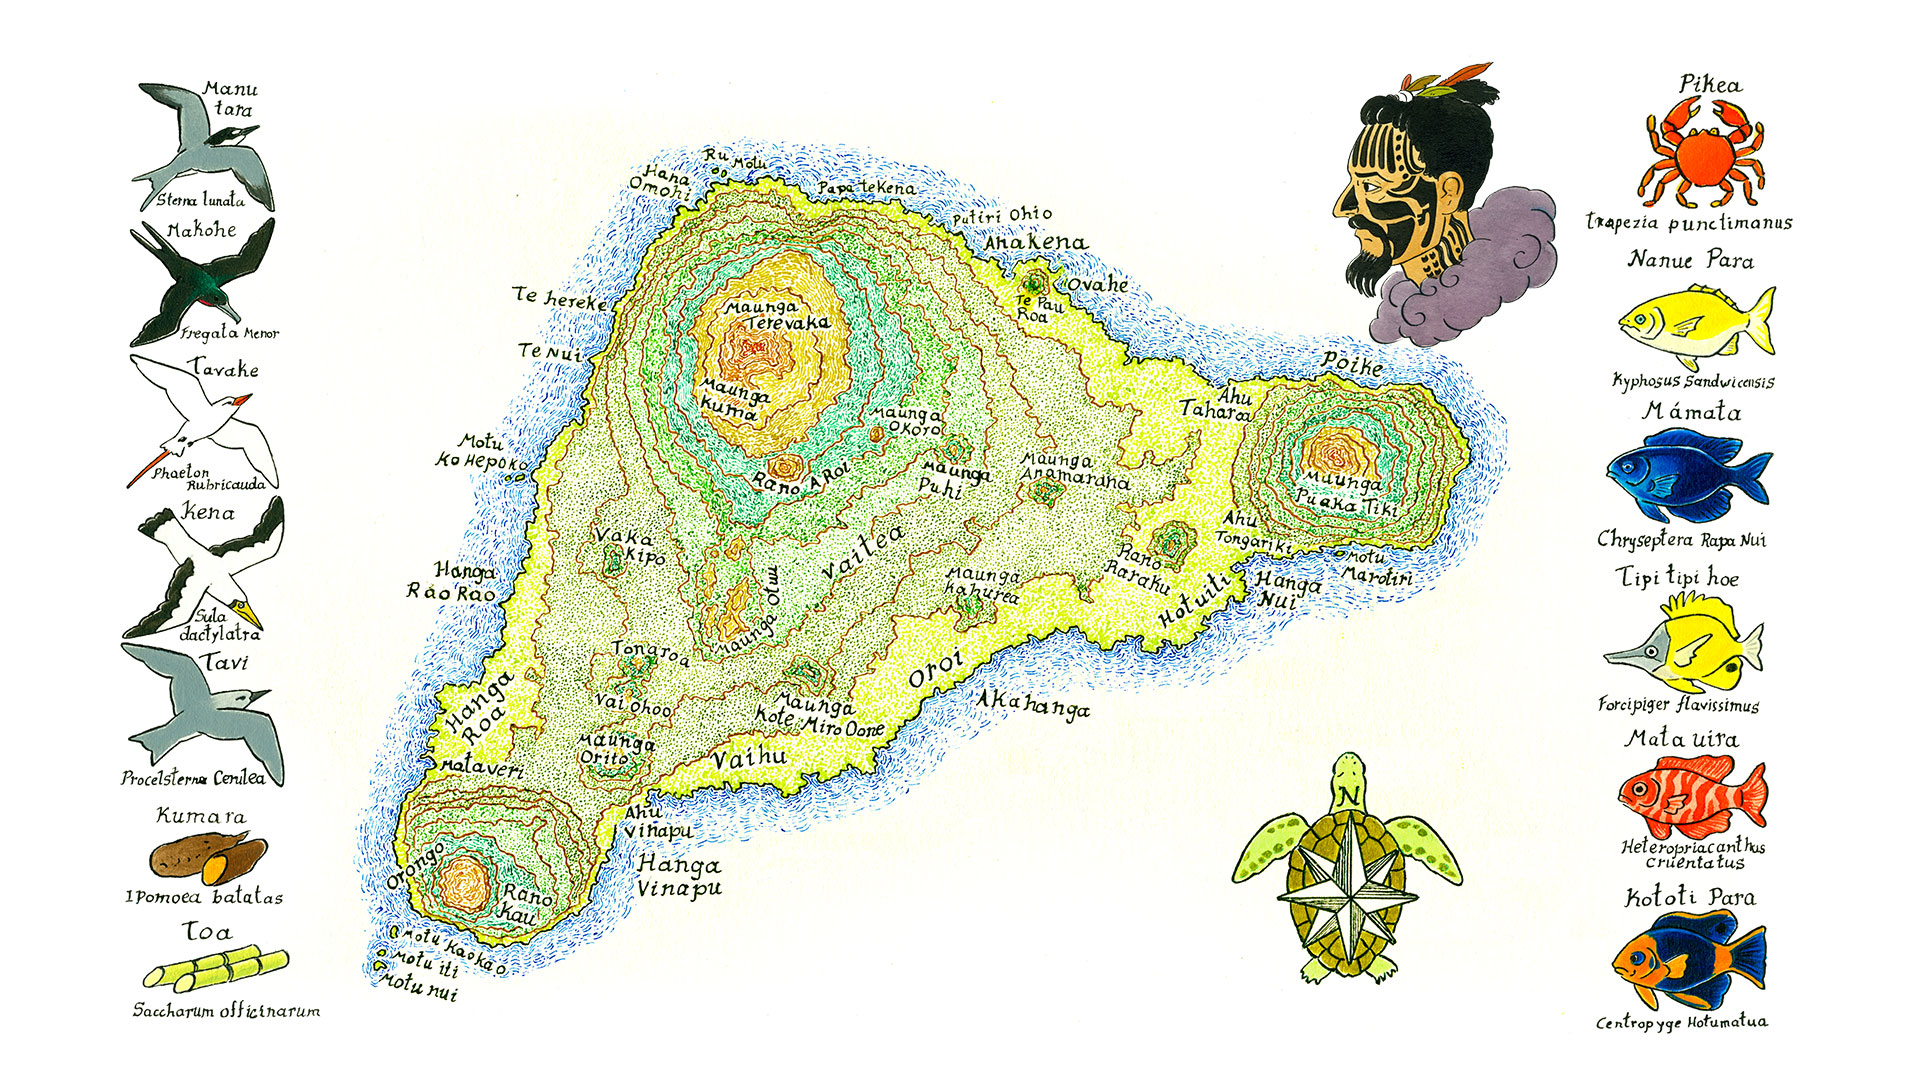 Manu
tara
Sterna lunata
Makohe
Fregata Menor
Tavake
Phaeton
Rubricauda
Kena
Sula
dactylatra
Tavi
Procelsterna Cerulea
Kumara
Ipomoea batatas
Toa
Saccharum officinarum
Ru Motu
Hana
Omohi
Papa tekena
Putiri Ohio
Anakena
Ovahe
Te Pau
Roa
Te hereke
Te Nui
Maunga
Terevaka
Maunga
Kuma
Maunga
Okoro
Rano A Roi
Maunga
Puhi
Maunga
Anamarana
Poike
Ahu
Taharoa
Maunga
Puaka Tiki
Motu
Ko Hepoko
Vaka
Kipo
Vaitea
Ahu
Tongariki
Motu
Marotiri
Rano
Raraku
Hotuiti
Hanga
Nui
Hanga
Rao Rao
Maunga Otuu
Maunga
Kahurea
Tongroa
Vai ohoo
Oroi
Akahanga
Hanga
Roa
Maunga
Kote Miro Oone
Maunga
Orito
Vaihu
Mataveri
Ahu
Vinapu
Hanga
Vinapu
Orongo
Rano
Kau
Motu Kaokao
Motu iti
Motu nui
N
Pikea
trapezia punctimanus
Nanue Para
Kyphosus Sandwicensis
Mámata
Chryseptera Rapa Nui
Tipi tipi hoe
Forcipiger flavissimus
Mata uira
Heteropriacanthus
cruentatus
Kototi Para
Centropyge Hotumatua